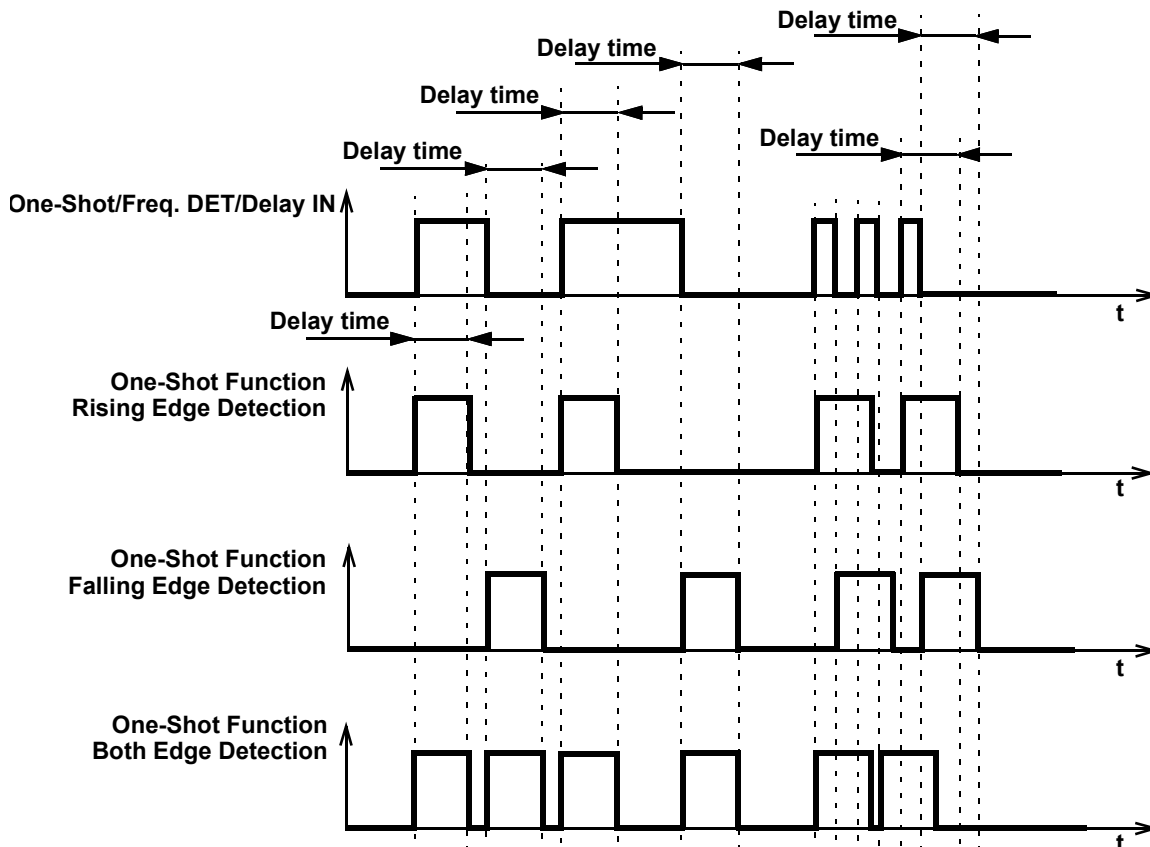 Delay time
Delay time
Delay time
Delay time
Delay time
One-Shot/Freq. DET/Delay IN
t
Delay time
One-Shot Function
Rising Edge Detection
t
One-Shot Function
Falling Edge Detection
t
One-Shot Function
Both Edge Detection
t